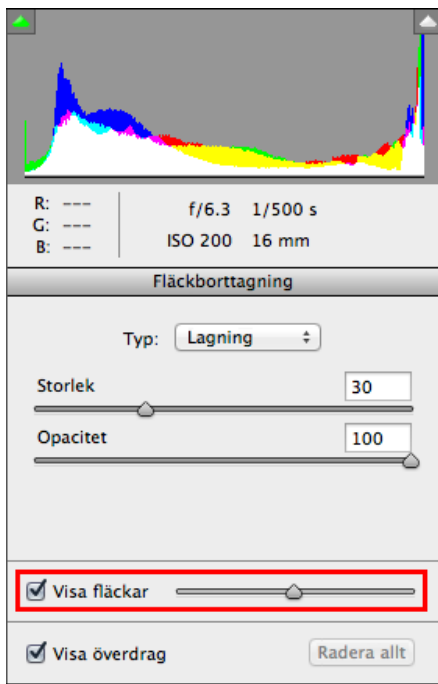 R: --- f/6.3 1/500 s
G: ---
B: --- ISO 200 16 mm
Fläckborttagning
Typ: Lagning
Storlek 30
Opacitet 100
Visa fläckar
Visa överdrag Radera allt